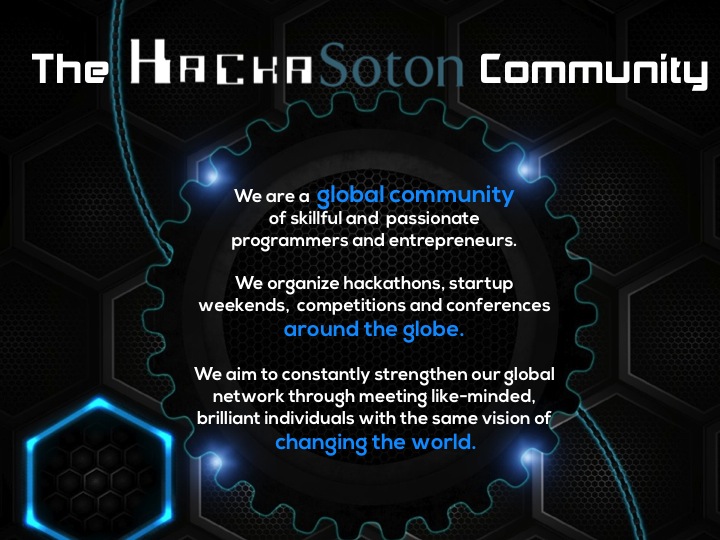 The HackaSoton Community
We are a global community
of skillful and passionate
programmers and entrepreneurs.
We organize hackathons, startup
weekends, competitions and conferences
around the globe.
We aim to constantly strengthen our global
network through meeting like-minded,
brilliant individuals with the same vision of
changing the world.